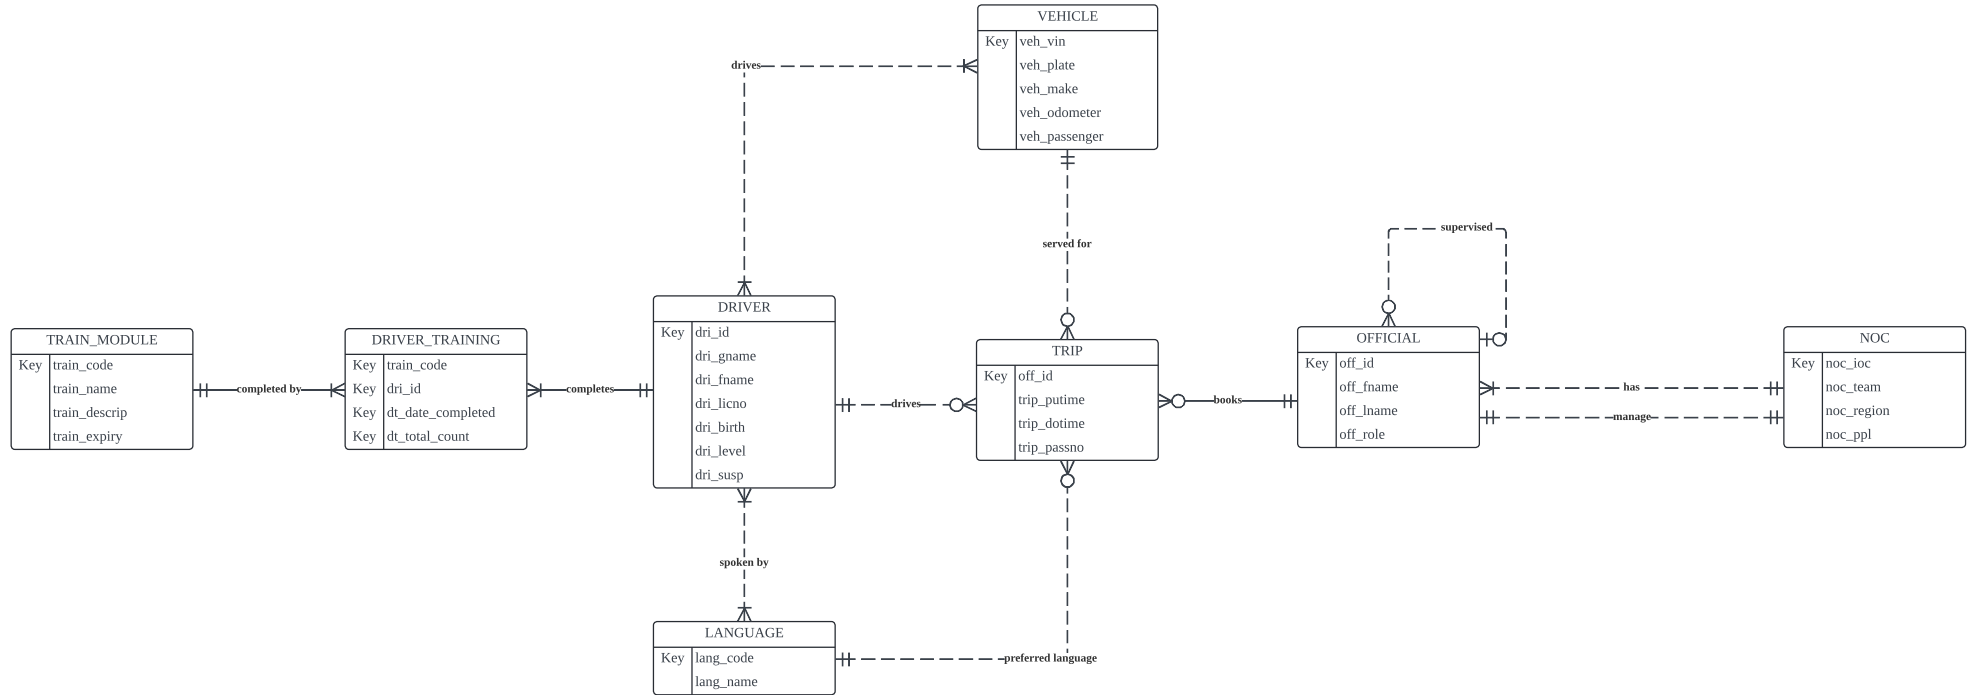 VEHICLE
Key veh_vin
veh_plate
veh_make
veh_odometer
veh_passenger
drives
served for
supervised
TRAIN_MODULE
Key train_code
train_name
train_descrip
train_expiry
completed by
DRIVER_TRAINING
Key train_code
Key dri_id
Key dt_date_completed
Key dt_total_count
completes
DRIVER
Key dri_id
dri_gname
dri_fname
dri_licno
dri_birth
dri_level
dri_susp
drives
TRIP
Key off_id
trip_putime
trip_dotime
trip_passno
books
OFFICIAL
Key off_id
off_fname
off_lname
off_role
has
manage
NOC
Key noc_ioc
noc_team
noc_region
noc_ppl
spoken by
LANGUAGE
Key lang_code
lang_name
preferred language